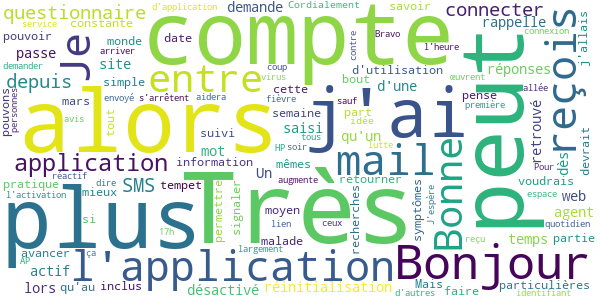 d'application
Cordialement
savoir
questionnaire
demande
connecter
service
constante
compte
rappelle
j'allais
pouvoir
monde
date
contre
Bravo
l'heure
connexion
passe
arriver
je
demander
site
entre
coup
virus
d'utilisation
œuvrent
allée
reçois
depuis
simple
envoyé
s'arrêtent
aidera
fièvre
cette
bout
d'une
réponses
peut
pouvons
personnes
mars
alors
j'ai
semaine
sauf
part
pense
première
avis
tout
suivi
saisi
qu'un
idée
retrouvé
dès
devrait
application
mot
information
tous
HP
soir
lutte
mail
Bonne
Pour
réactif
Un
mêmes
retourner
voudrais
pratique
dire
SMS
tempet
permettre
signaler
augmente
Très
recherches
symptômes
J'espère
espace
web
l'activation
mieux
plus
si
moyen
ceux
agent
17h
lien
reçu
temps
quotidien
partie
avancer
ça
largement
malade
Mais
actif
AP
l'application
Bonjour
particulières
lors
qu'au
inclus
désactivé
réinitialisation
d'autres
faire
identifiant